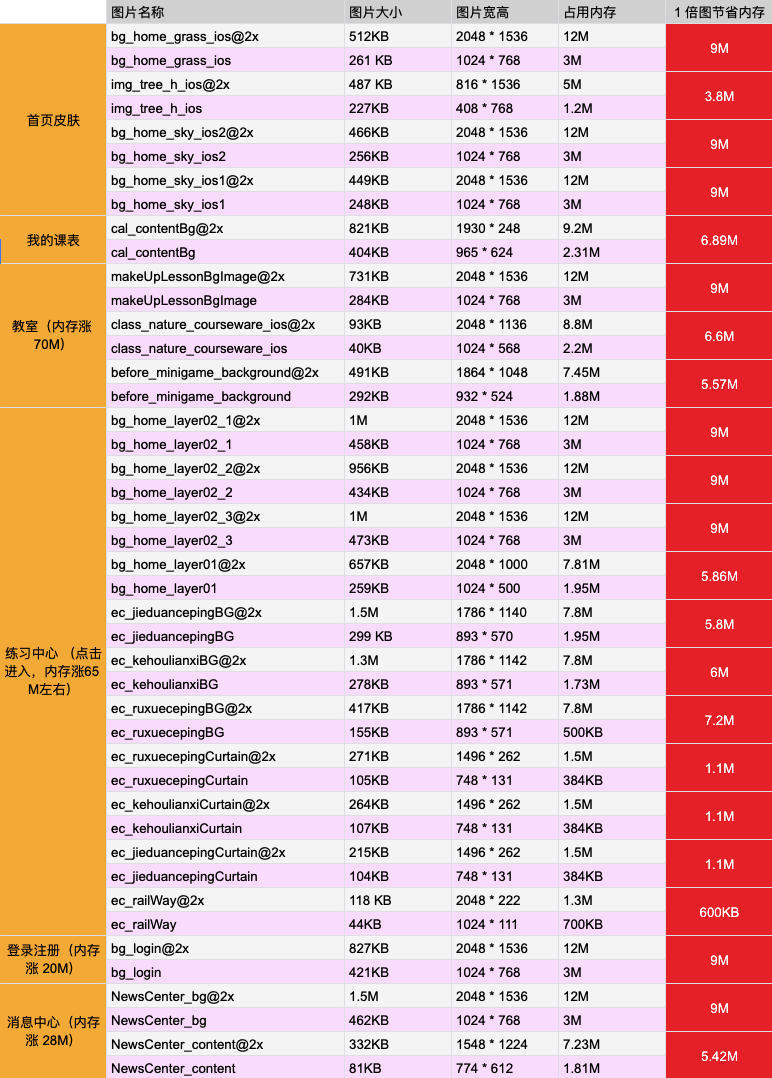 图片名称 图片大小 图片宽高 占用内存 1 倍图节省内存
首页皮肤
bg_home_grass_ios@2x 512KB 2048 * 1536 12M
9M
bg_home_grass_ios 261 KB 1024 * 768 3M
img_tree_h_ios@2x 487 KB 816 * 1536 5M
3.8M
img_tree_h_ios 227KB 408 * 768 1.2M
bg_home_sky_ios2@2x 466KB 2048 * 1536 12M
9M
bg_home_sky_ios2 256KB 1024 * 768 3M
bg_home_sky_ios1@2x 449KB 2048 * 1536 12M
9M
bg_home_sky_ios1 248KB 1024 * 768 3M
我的课表
cal_contentBg@2x 821KB 1930 * 248 9.2M
6.89M
cal_contentBg 404KB 965 * 624 2.31M
教室（内存涨
70M）
makeUpLessonBgImage@2x 731KB 2048 * 1536 12M
9M
makeUpLessonBgImage 284KB 1024 * 768 3M
class_nature_courseware_ios@2x 93KB 2048 * 1136 8.8M
6.6M
class_nature_courseware_ios 40KB 1024 * 568 2.2M
before_minigame_background@2x 491KB 1864 * 1048 7.45M
5.57M
before_minigame_background 292KB 932 * 524 1.88M
练习中心 （点击
进入，内存涨65
M左右）
bg_home_layer02_1@2x 1M 2048 * 1536 12M
9M
bg_home_layer02_1 458KB 1024 * 768 3M
bg_home_layer02_2@2x 956KB 2048 * 1536 12M
9M
bg_home_layer02_2 434KB 1024 * 768 3M
bg_home_layer02_3@2x 1M 2048 * 1536 12M
9M
bg_home_layer02_3 473KB 1024 * 768 3M
bg_home_layer01@2x 657KB 2048 * 1000 7.81M
5.86M
bg_home_layer01 259KB 1024 * 500 1.95M
ec_jieduancepingBG@2x 1.5M 1786 * 1140 7.8M
5.8M
ec_jieduancepingBG 299 KB 893 * 570 1.95M
ec_kehoulianxiBG@2x 1.3M 1786 * 1142 7.8M
6M
ec_kehoulianxiBG 278KB 893 * 571 1.73M
ec_ruxuecepingBG@2x 417KB 1786 * 1142 7.8M
7.2M
ec_ruxuecepingBG 155KB 893 * 571 500KB
ec_ruxuecepingCurtain@2x 271KB 1496 * 262 1.5M
1.1M
ec_ruxuecepingCurtain 105KB 748 * 131 384KB
ec_kehoulianxiCurtain@2x 264KB 1496 * 262 1.5M
1.1M
ec_kehoulianxiCurtain 107KB 748 * 131 384KB
ec_jieduancepingCurtain@2x 215KB 1496 * 262 1.5M
1.1M
ec_jieduancepingCurtain 104KB 748 * 131 384KB
ec_railWay@2x 118 KB 2048 * 222 1.3M
600KB
ec_railWay 44KB 1024 * 111 700KB
登录注册（内存
涨 20M）
bg_login@2x 827KB 2048 * 1536 12M
9M
bg_login 421KB 1024 * 768 3M
消息中心（内存
涨 28M）
NewsCenter_bg@2x 1.5M 2048 * 1536 12M
9M
NewsCenter_bg 462KB 1024 * 768 3M
NewsCenter_content@2x 332KB 1548 * 1224 7.23M
5.42M
NewsCenter_content 81KB 774 * 612 1.81M